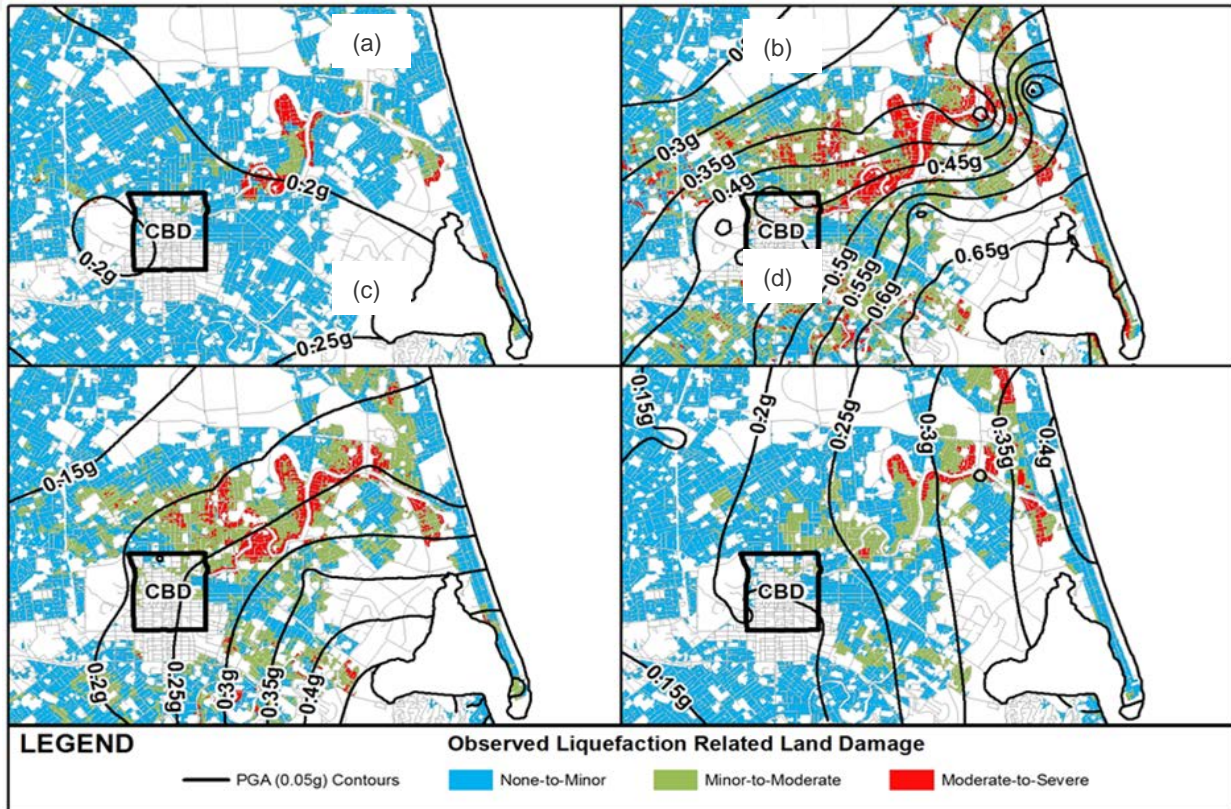 (a)
0.2g
CBD
0.2g
(c)
0.25g
(b)
0.3g
0.35g
0.4g
0.45g
CBD
(d)
0.5g
0.55g
0.6g
0.65g
0.15g
CBD
0.2g
0.25g
0.3g
0.35g
0.4g
0.15g
0.2g
0.25g
0.3g
0.35g
0.4g
CBD
0.15g
LEGEND
Observed Liquefaction Related Land Damage
PGA (0.05g) Contours
None-to-Minor
Minor-to-Moderate
Moderate-to-Severe